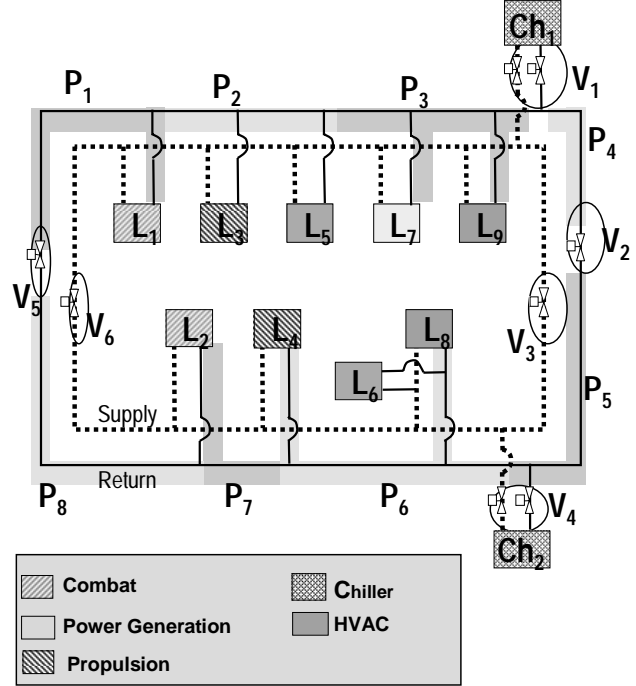 Ch₁
P₁ P₂ P₃ V₁
P₄
L₁ L₃ L₅ L₇ L₉
V₂
V₅ V₆ V₃
L₂ L₄ L₈
L₆
P₅
Supply
Return
P₈ P₇ P₆ V₄
Ch₂
Combat Chiller
Power Generation HVAC
Propulsion